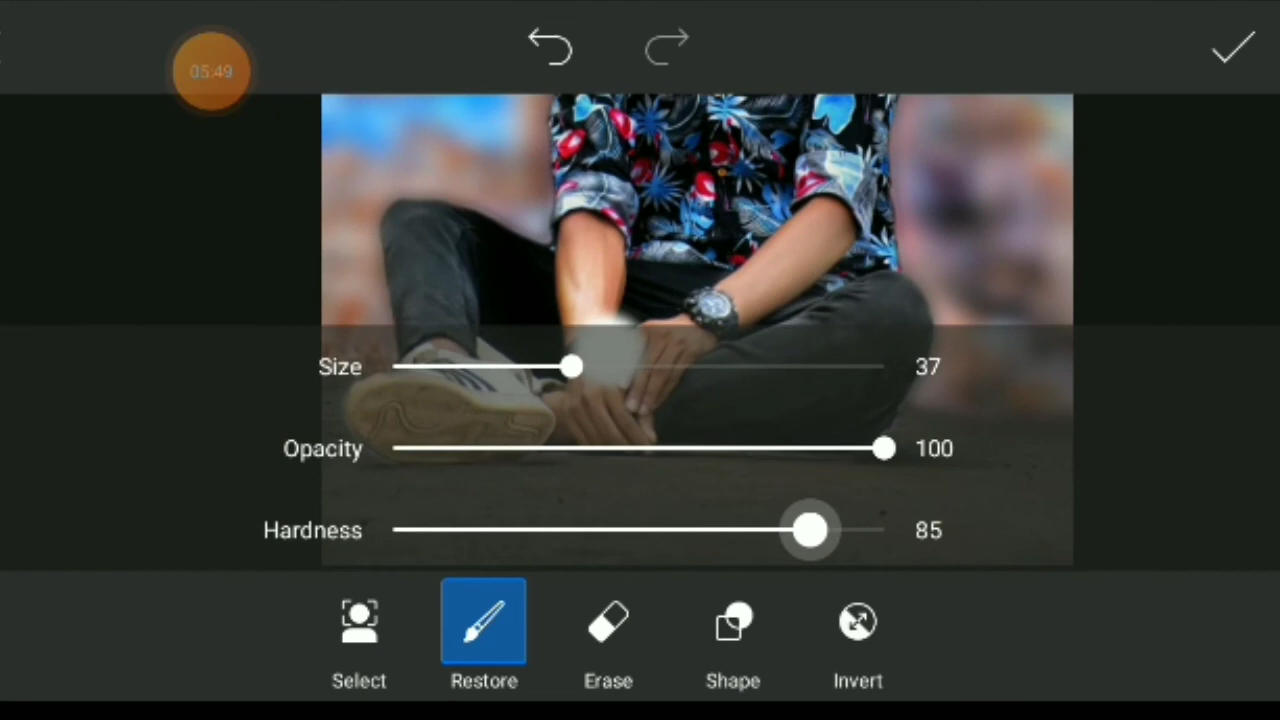 05:49
Size 37
Opacity 100
Hardness 85
Select Restore Erase Shape Invert